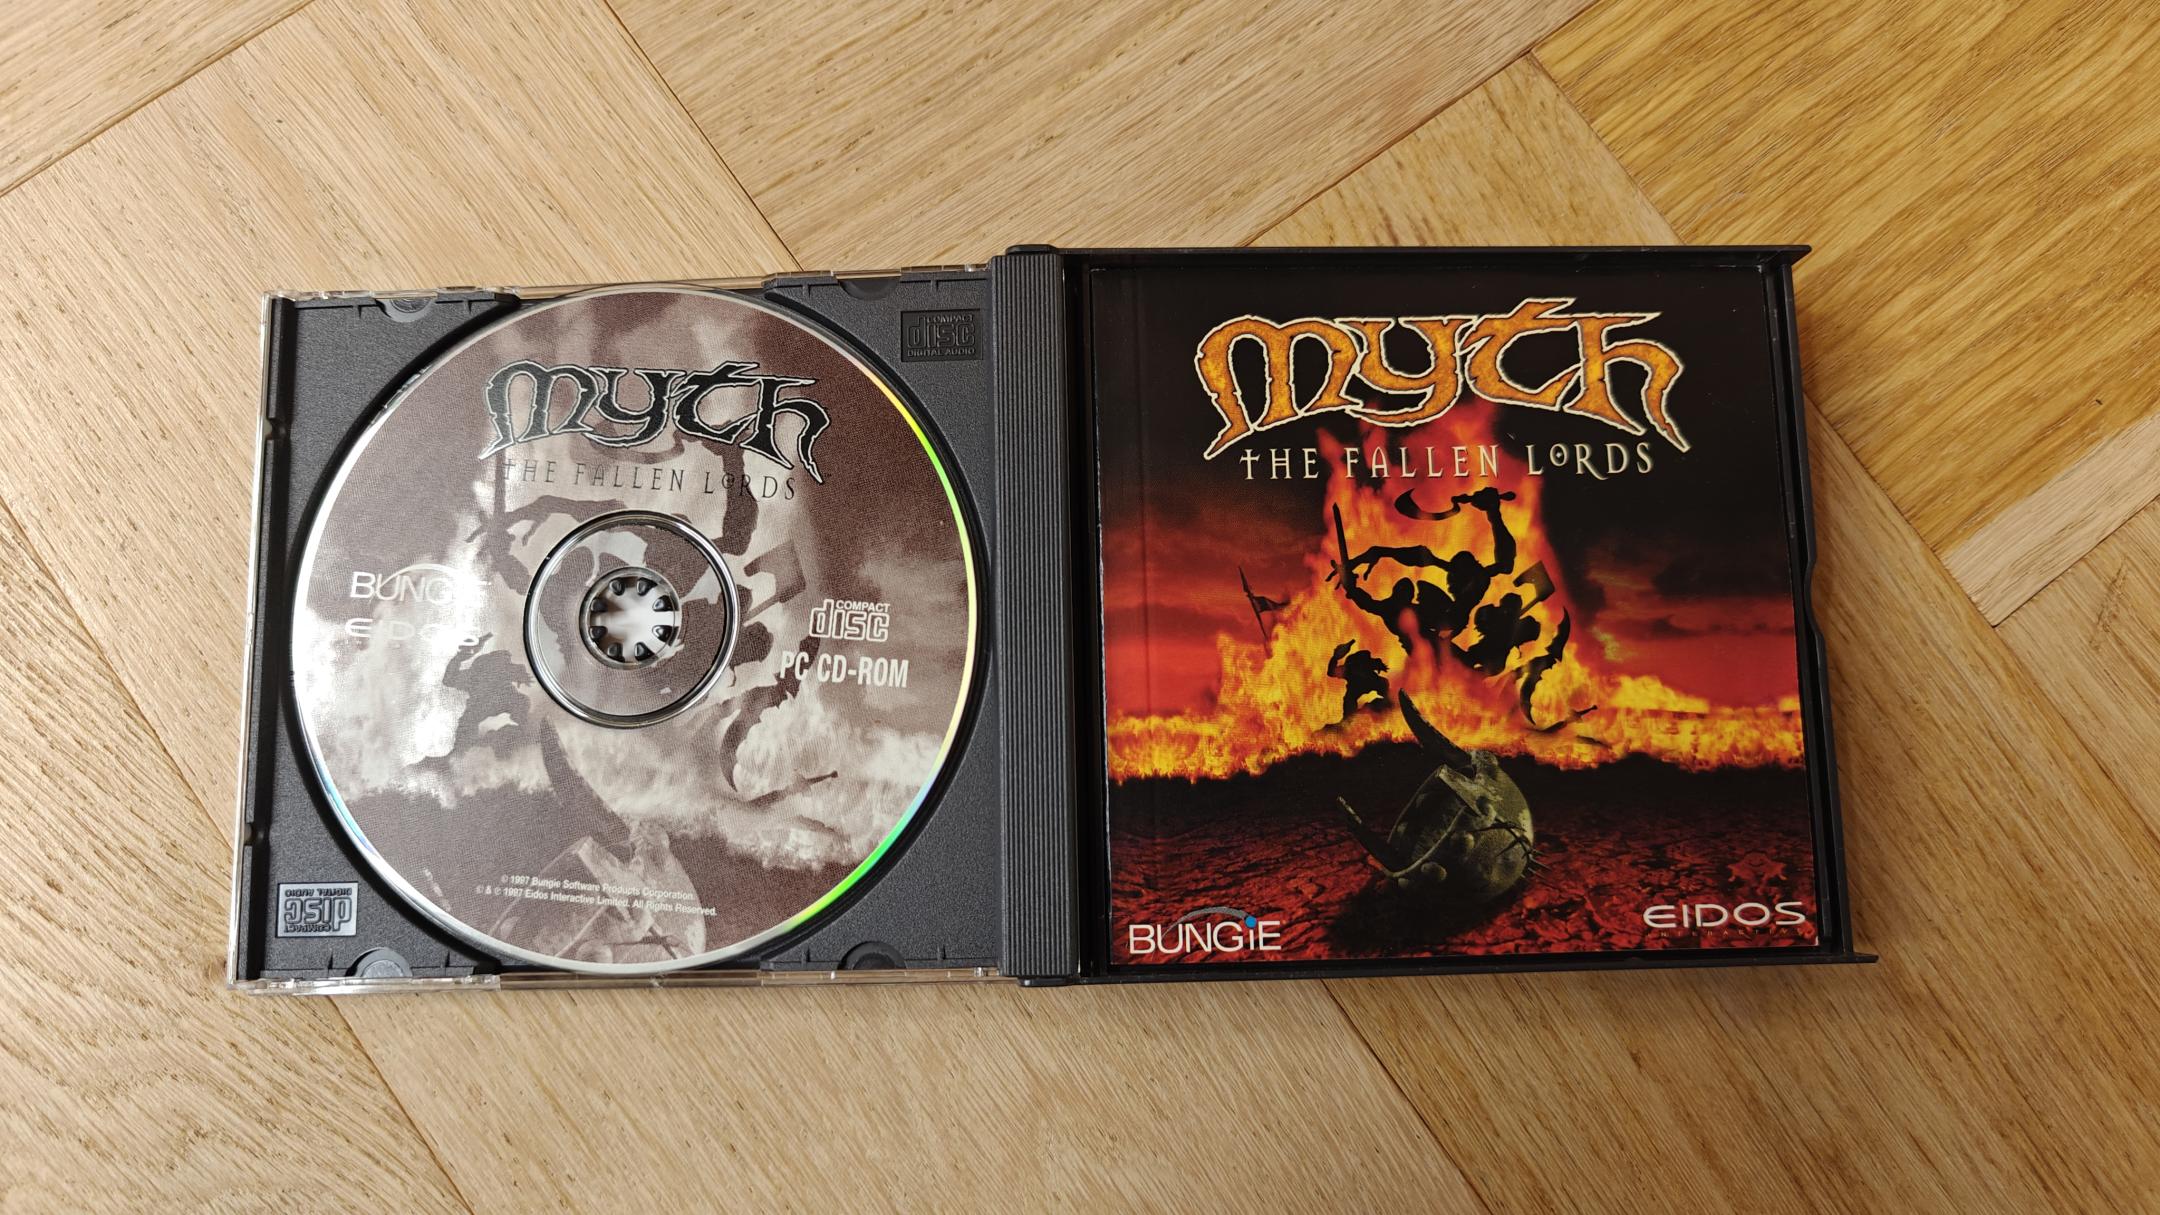 COMPACT
disc
DIGITAL AUDIO
myth
THE FALLEN LORDS
BUNGIE
EIDOS
COMPACT
disc
PC CD-ROM
© 1997 Bungie Software Products Corporation.
© & ℗ 1997 Eidos Interactive Limited. All Rights Reserved.
COMPACT
disc
DIGITAL AUDIO
myth
THE FALLEN LORDS
BUNGiE
EIDOS
INTERACTIVE